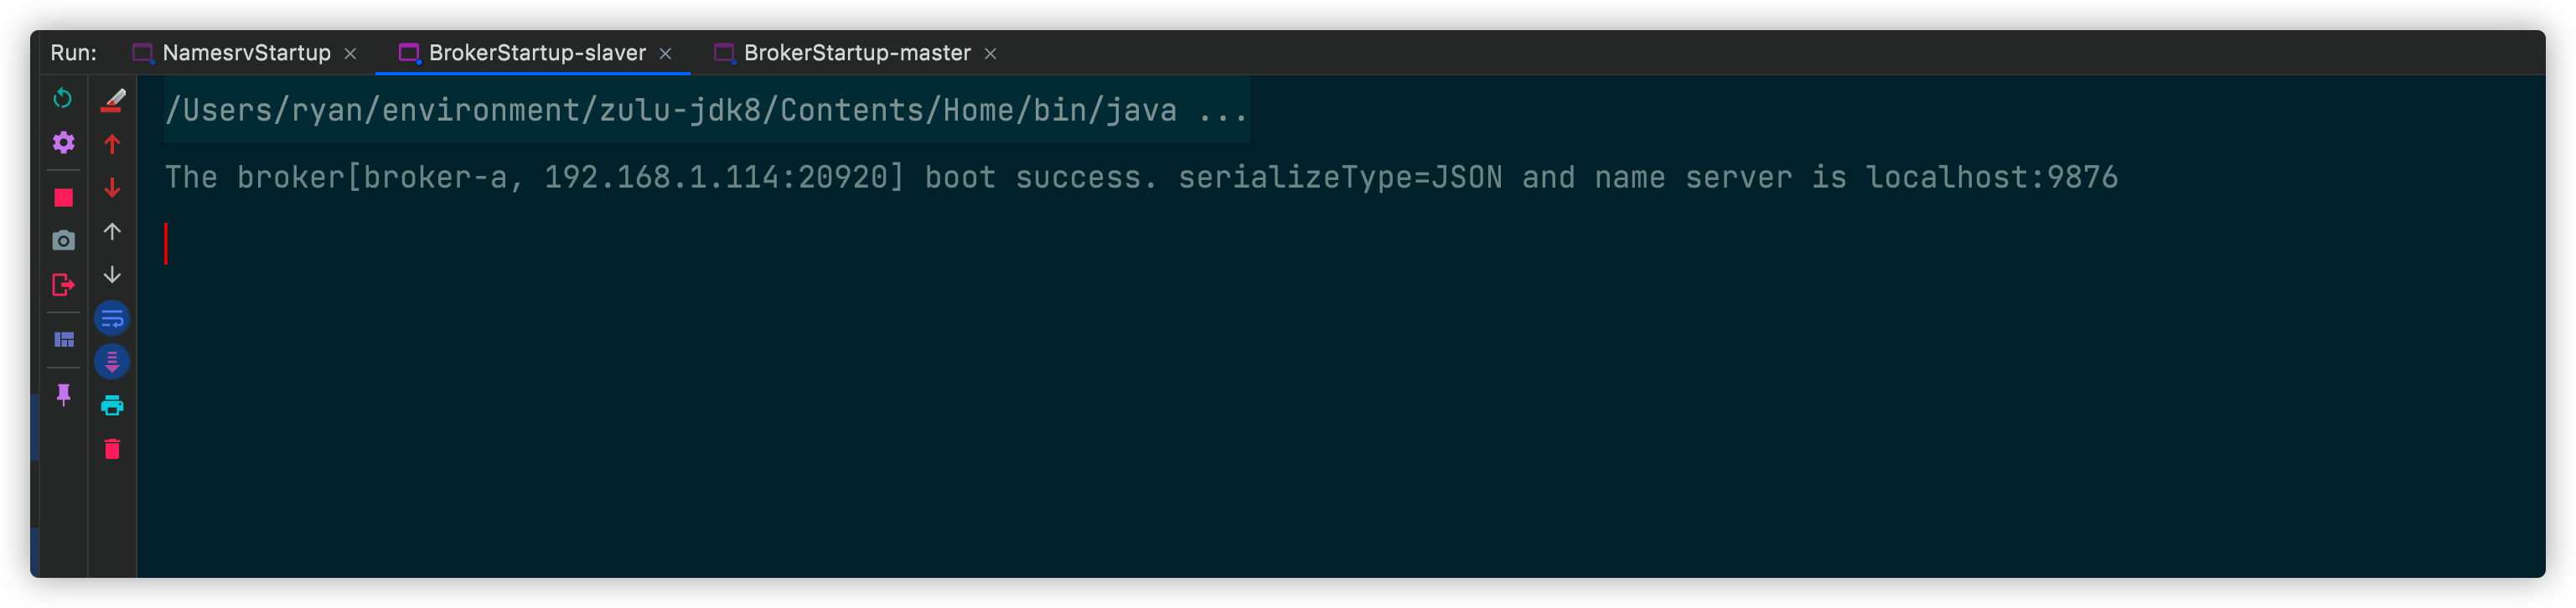 Run: NamesrvStartup BrokerStartup-slaver BrokerStartup-master
/Users/ryan/environment/zulu-jdk8/Contents/Home/bin/java ...
The broker[broker-a, 192.168.1.114:20920] boot success. serializeType=JSON and name server is localhost:9876